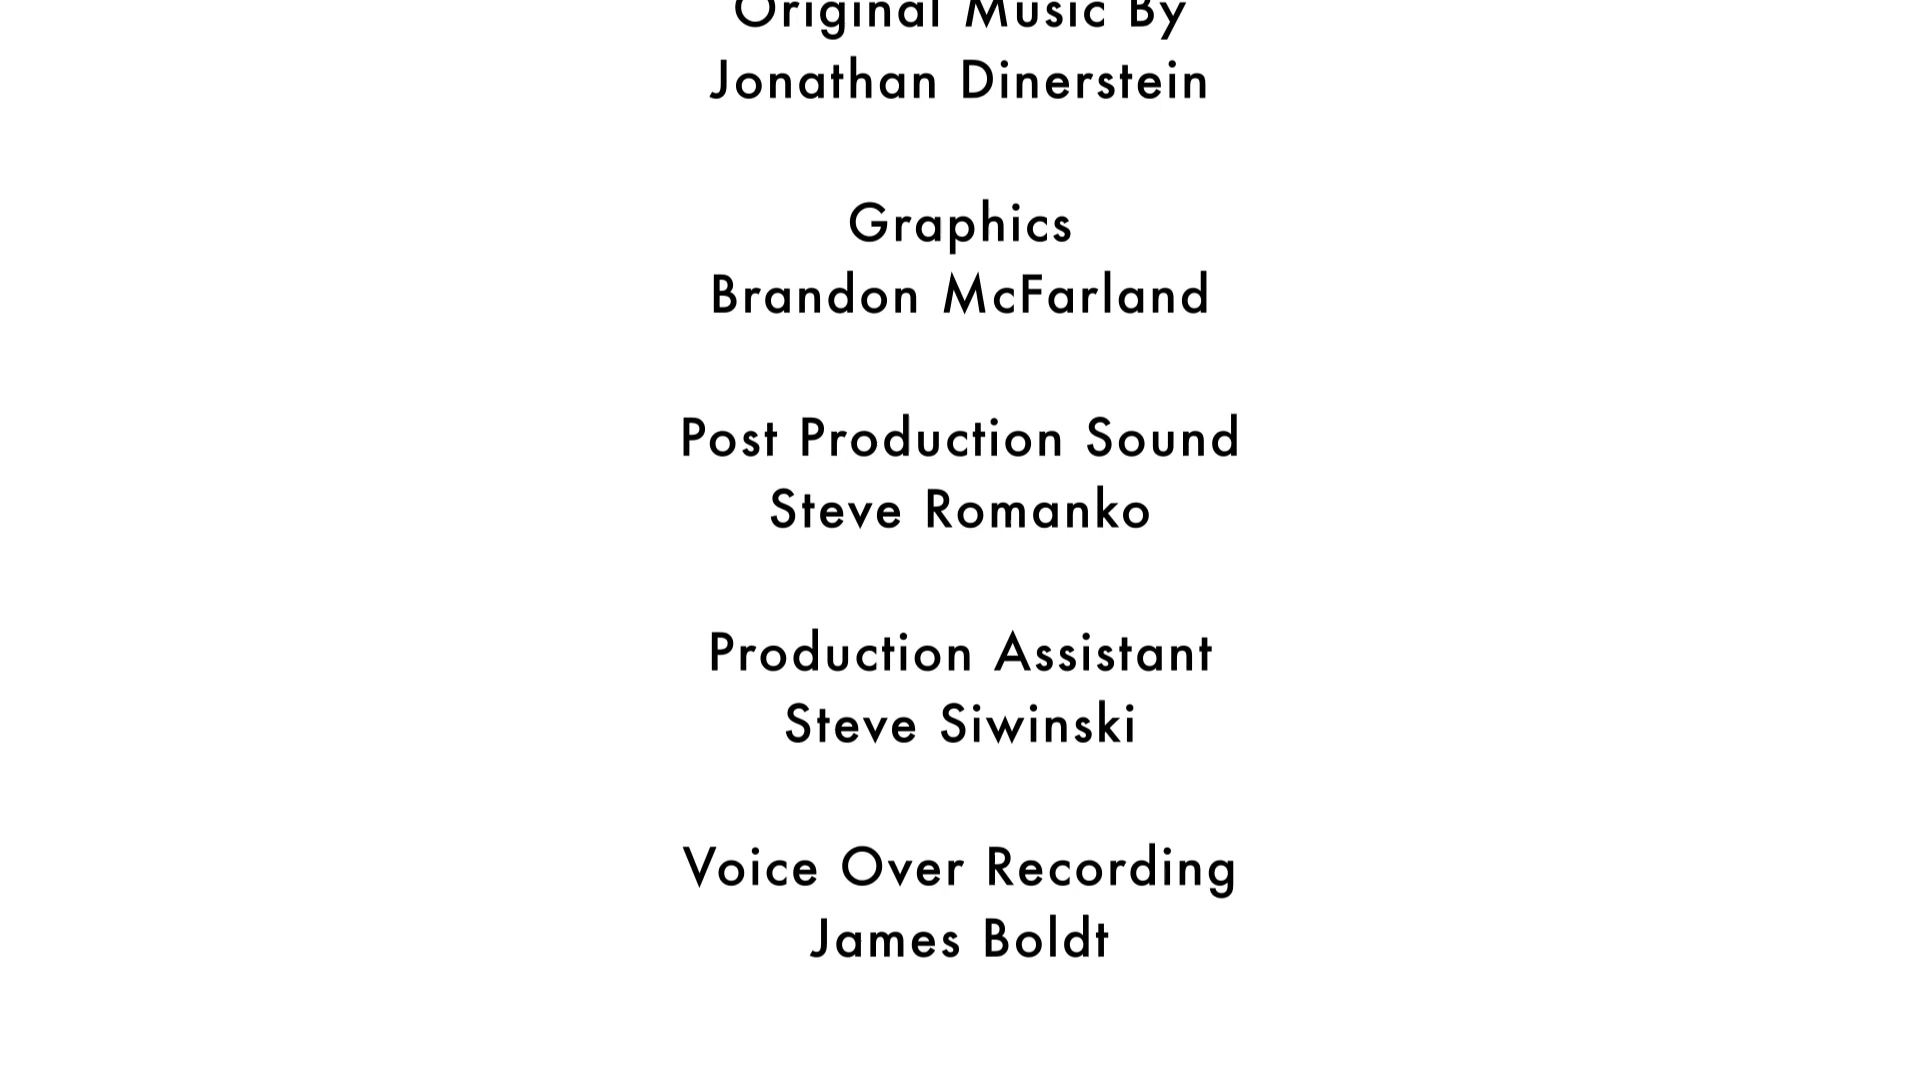 Original Music By
Jonathan Dinerstein
Graphics
Brandon McFarland
Post Production Sound
Steve Romanko
Production Assistant
Steve Siwinski
Voice Over Recording
James Boldt